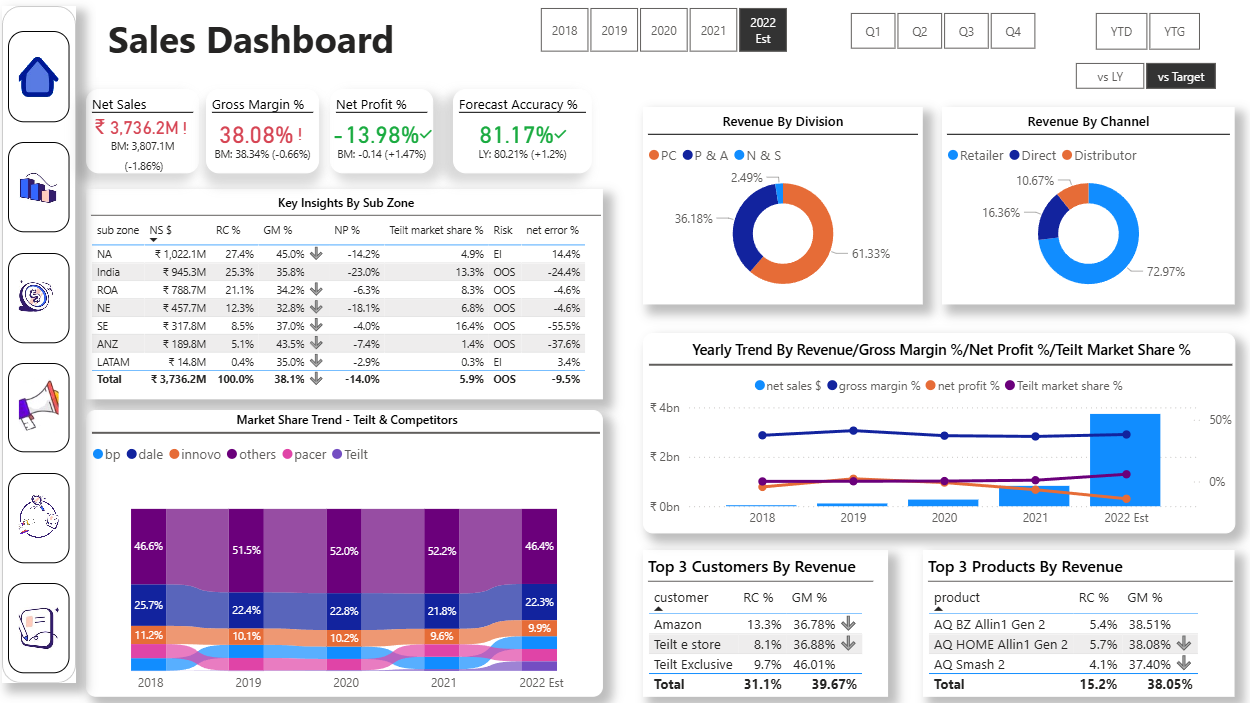 Sales Dashboard
2018 2019 2020 2021 2022 Est
Q1 Q2 Q3 Q4
YTD YTG
vs LY vs Target
Net Sales
₹ 3,736.2M !
BM: 3,807.1M
(-1.86%)
Gross Margin %
38.08% !
BM: 38.34% (-0.66%)
Net Profit %
-13.98%✓
BM: -0.14 (+1.47%)
Forecast Accuracy %
81.17%✓
LY: 80.21% (+1.2%)
Key Insights By Sub Zone
sub zone NS $ RC % GM % NP % Teilt market share % Risk net error %
NA ₹ 1,022.1M 27.4% 45.0% -14.2% 4.9% EI 14.4%
India ₹ 945.3M 25.3% 35.8% -23.0% 13.3% OOS -24.4%
ROA ₹ 788.7M 21.1% 34.2% -6.3% 8.3% OOS -4.6%
NE ₹ 457.7M 12.3% 32.8% -18.1% 6.8% OOS -4.6%
SE ₹ 317.8M 8.5% 37.0% -4.0% 16.4% OOS -55.5%
ANZ ₹ 189.8M 5.1% 43.5% -7.4% 1.4% OOS -37.6%
LATAM ₹ 14.8M 0.4% 35.0% -2.9% 0.3% EI 3.4%
Total ₹ 3,736.2M 100.0% 38.1% -14.0% 5.9% OOS -9.5%
Market Share Trend - Teilt & Competitors
bp dale innovo others pacer Teilt
46.6% 51.5% 52.0% 52.2% 46.4%
25.7% 22.4% 22.8% 21.8% 22.3%
11.2% 10.1% 10.2% 9.6% 9.9%
2018 2019 2020 2021 2022 Est
Revenue By Division
PC P & A N & S
2.49%
36.18%
61.33%
Revenue By Channel
Retailer Direct Distributor
10.67%
16.36%
72.97%
Yearly Trend By Revenue/Gross Margin %/Net Profit %/Teilt Market Share %
net sales $ gross margin % net profit % Teilt market share %
₹ 4bn
50%
₹ 2bn
0%
₹ 0bn
2018 2019 2020 2021 2022 Est
Top 3 Customers By Revenue
customer RC % GM %
Amazon 13.3% 36.78%
Teilt e store 8.1% 36.88%
Teilt Exclusive 9.7% 46.01%
Total 31.1% 39.67%
Top 3 Products By Revenue
product RC % GM %
AQ BZ Allin1 Gen 2 5.4% 38.51%
AQ HOME Allin1 Gen 2 5.7% 38.08%
AQ Smash 2 4.1% 37.40%
Total 15.2% 38.05%